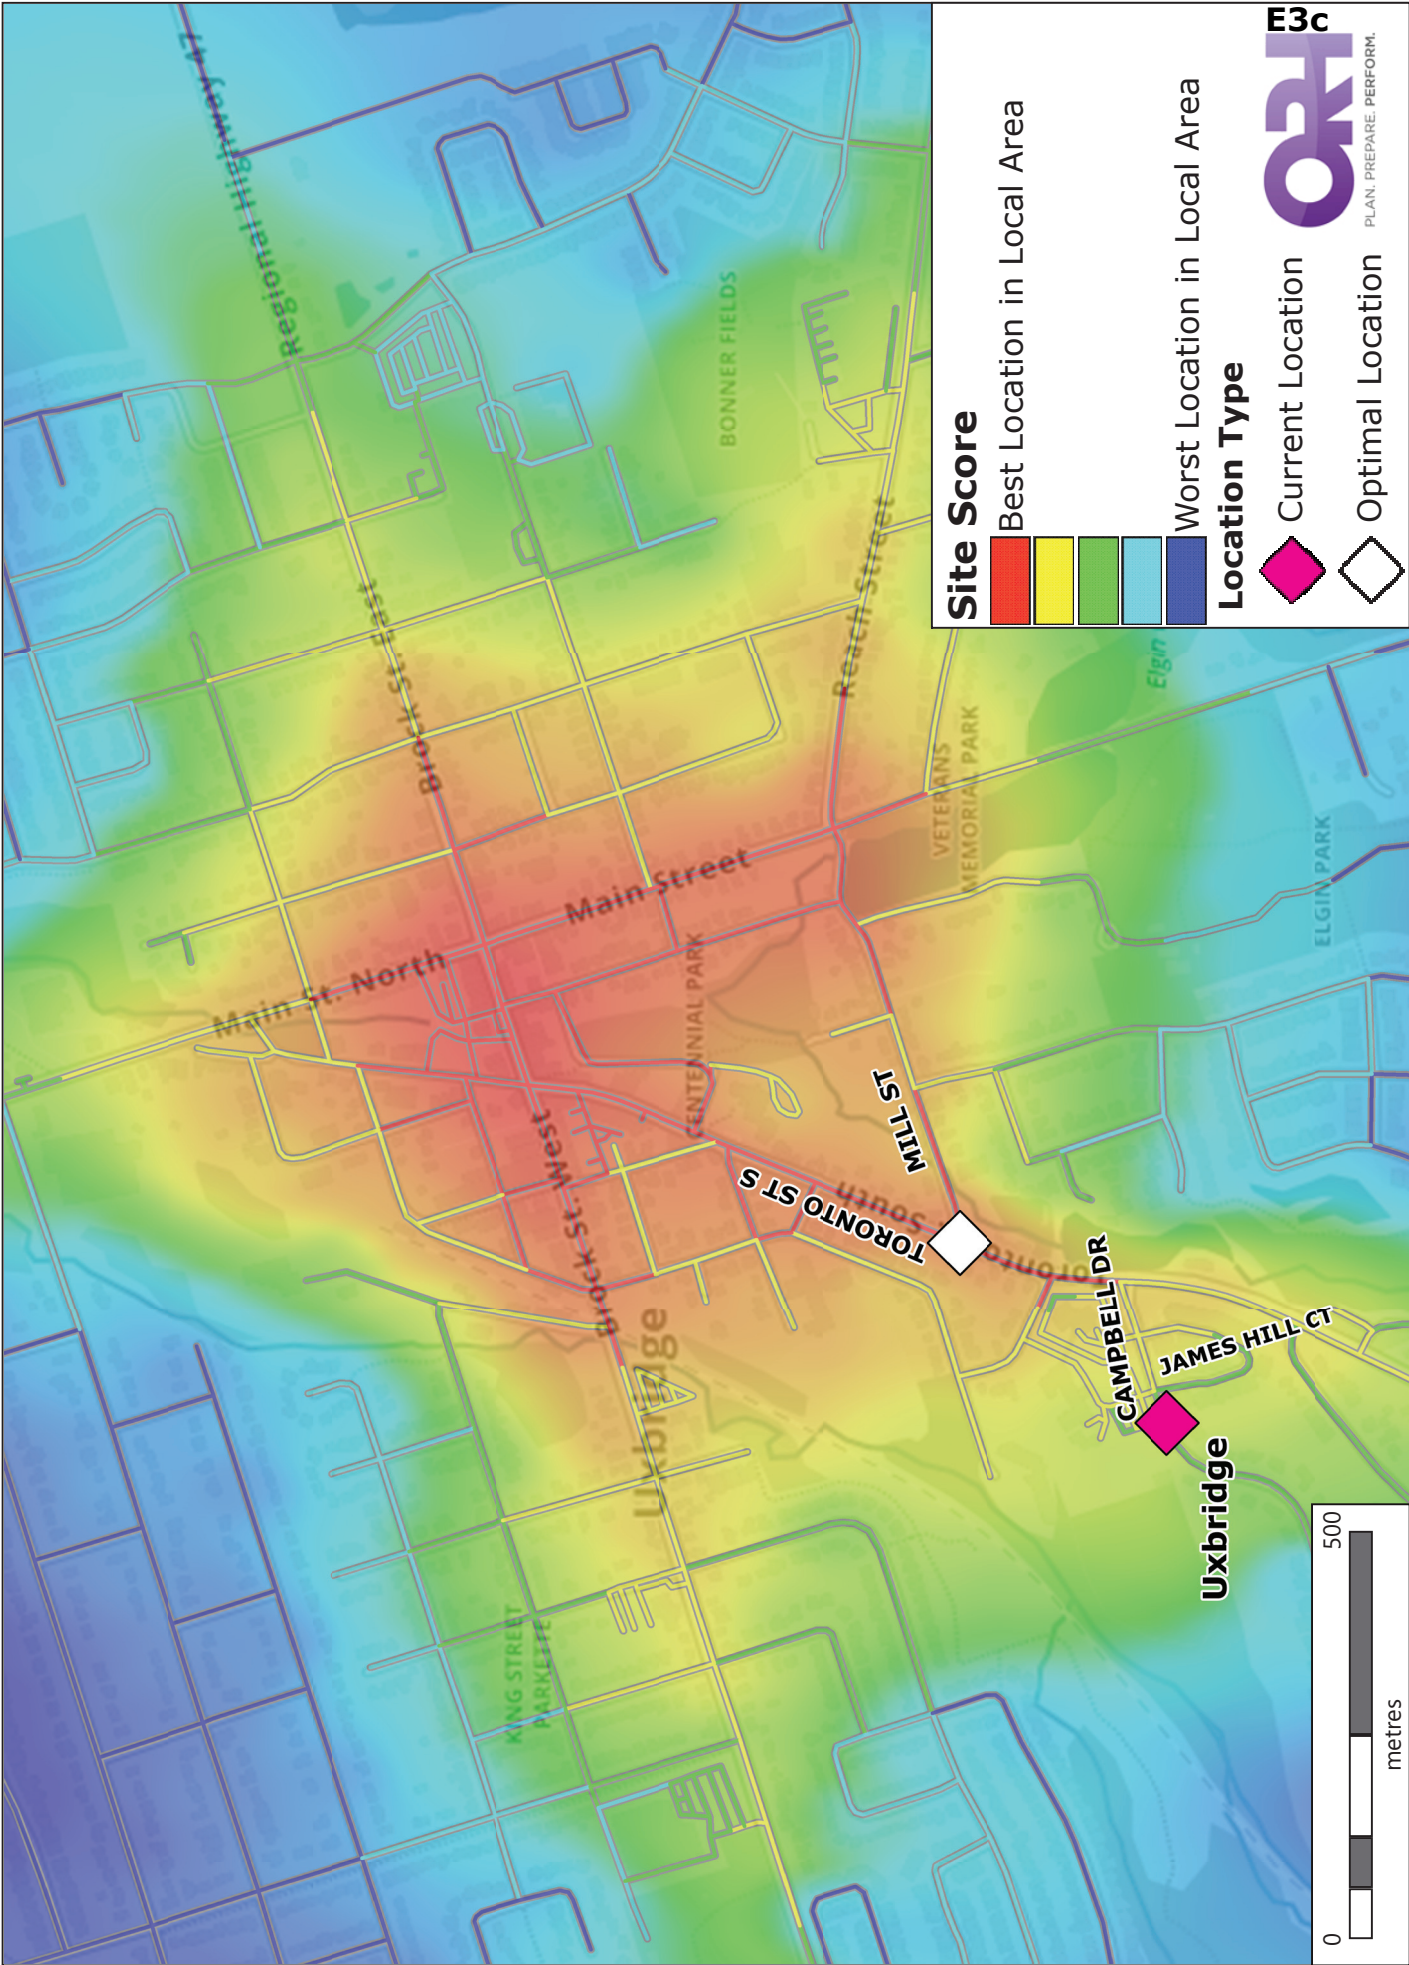 Regional Highway 47
Brock St. East
Main St. North
Main Street
Brock St. West
Reach Street
BONNER FIELDS
VETERANS
MEMORIAL PARK
Elgin
ELGIN PARK
CENTENNIAL PARK
MILL ST
TORONTO ST S
South
CAMPBELL DR
JAMES HILL CT
Uxbridge
Uxbridge
KING STREET
PARKETTE
0
500
metres
Site Score
Best Location in Local Area
Worst Location in Local Area
Location Type
Current Location
Optimal Location
E3c
ORH
PLAN. PREPARE. PERFORM.